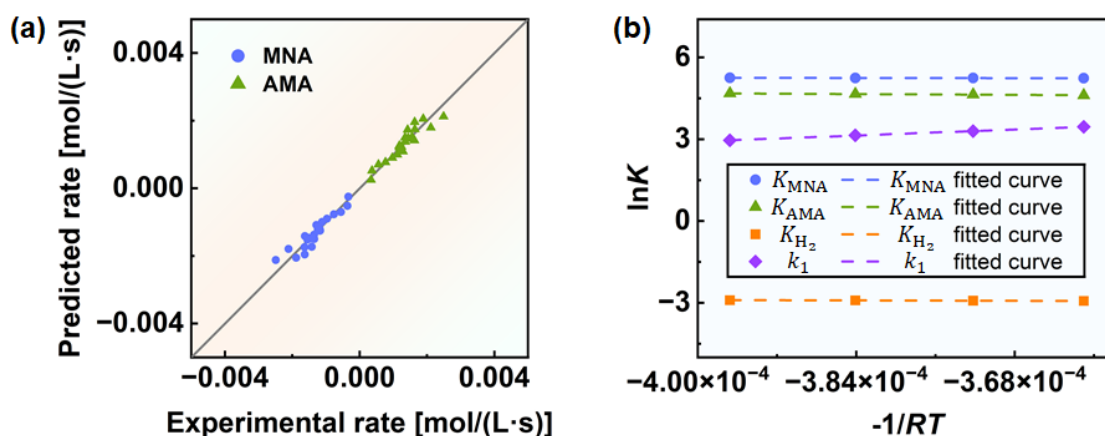 (a)
Predicted rate [mol/(L·s)]
0.004
0.000
−0.004
MNA
AMA
−0.004
0.000
0.004
Experimental rate [mol/(L·s)]
(b)
lnK
6
3
0
−3
K_MNA K_MNA fitted curve
K_AMA K_AMA fitted curve
K_H₂ K_H₂ fitted curve
k₁ k₁ fitted curve
−4.00×10⁻⁴
−3.84×10⁻⁴
−3.68×10⁻⁴
-1/RT